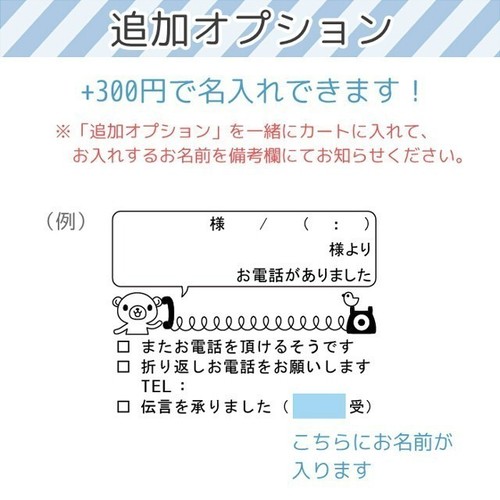 追加オプション
+300円で名入れできます！
※「追加オプション」を一緒にカートに入れて、
お入れするお名前を備考欄にてお知らせください。
（例）
様　/　（　：　）
様より
お電話がありました
□ またお電話を頂けるそうです
□ 折り返しお電話をお願いします
TEL：
□ 伝言を承りました（　　受）
こちらにお名前が
入ります